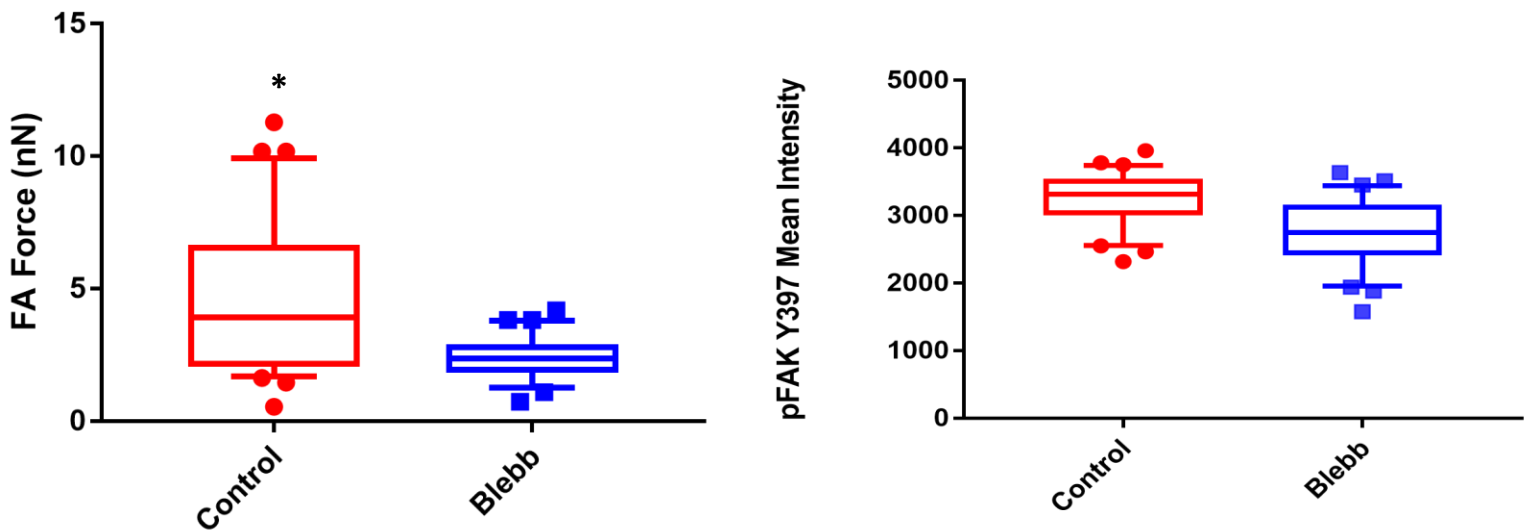 FA Force (nN)
15
10
5
0
*
Control
Blebb
pFAK Y397 Mean Intensity
5000
4000
3000
2000
1000
0
Control
Blebb